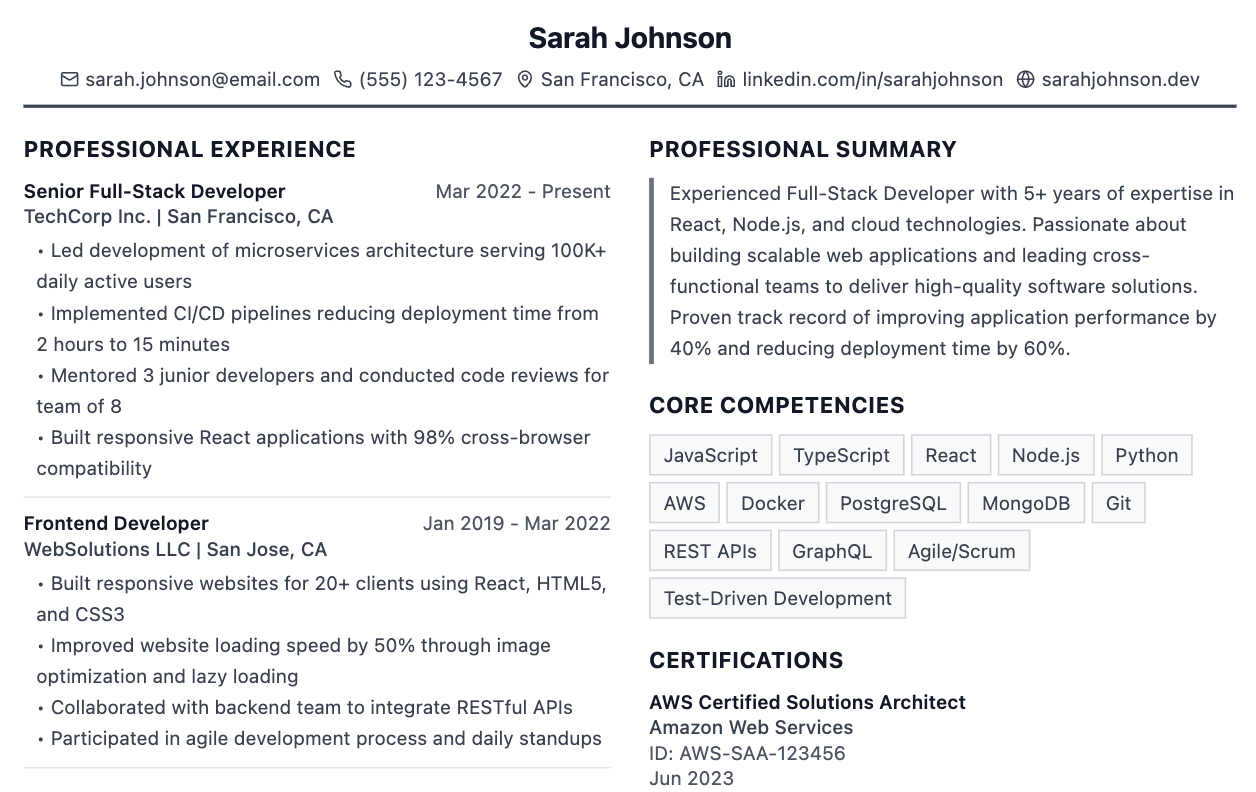 Sarah Johnson
sarah.johnson@email.com (555) 123-4567 San Francisco, CA linkedin.com/in/sarahjohnson sarahjohnson.dev
PROFESSIONAL EXPERIENCE
Senior Full-Stack Developer Mar 2022 - Present
TechCorp Inc. | San Francisco, CA
• Led development of microservices architecture serving 100K+
daily active users
• Implemented CI/CD pipelines reducing deployment time from
2 hours to 15 minutes
• Mentored 3 junior developers and conducted code reviews for
team of 8
• Built responsive React applications with 98% cross-browser
compatibility
Frontend Developer Jan 2019 - Mar 2022
WebSolutions LLC | San Jose, CA
• Built responsive websites for 20+ clients using React, HTML5,
and CSS3
• Improved website loading speed by 50% through image
optimization and lazy loading
• Collaborated with backend team to integrate RESTful APIs
• Participated in agile development process and daily standups
PROFESSIONAL SUMMARY
Experienced Full-Stack Developer with 5+ years of expertise in
React, Node.js, and cloud technologies. Passionate about
building scalable web applications and leading cross-
functional teams to deliver high-quality software solutions.
Proven track record of improving application performance by
40% and reducing deployment time by 60%.
CORE COMPETENCIES
JavaScript TypeScript React Node.js Python
AWS Docker PostgreSQL MongoDB Git
REST APIs GraphQL Agile/Scrum
Test-Driven Development
CERTIFICATIONS
AWS Certified Solutions Architect
Amazon Web Services
ID: AWS-SAA-123456
Jun 2023